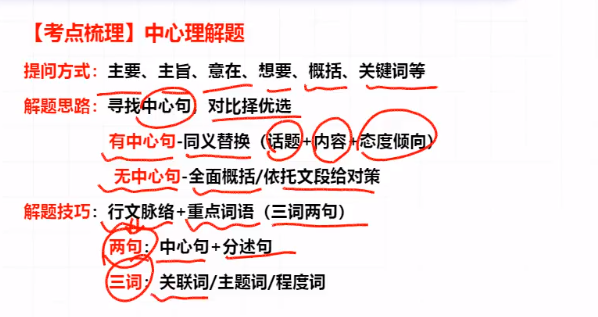 【考点梳理】中心理解题
提问方式：主要、主旨、意在、想要、概括、关键词等
解题思路：寻找中心句，对比择优选
有中心句-同义替换（话题+内容+态度倾向）
无中心句-全面概括/依托文段给对策
解题技巧：行文脉络+重点词语（三词两句）
两句：中心句+分述句
三词：关联词/主题词/程度词